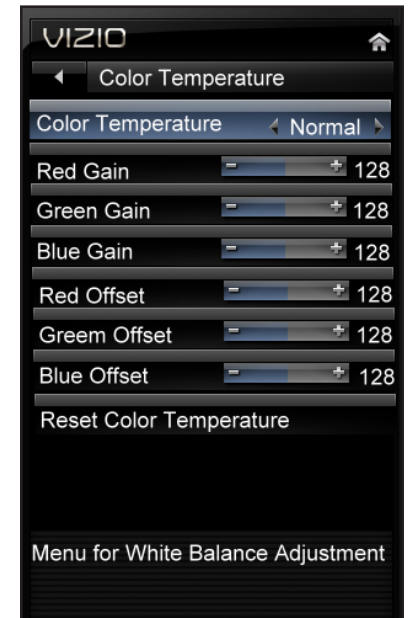 VIZIO
Color Temperature
Color Temperature Normal
Red Gain - + 128
Green Gain - + 128
Blue Gain - + 128
Red Offset - + 128
Greem Offset - + 128
Blue Offset - + 128
Reset Color Temperature
Menu for White Balance Adjustment